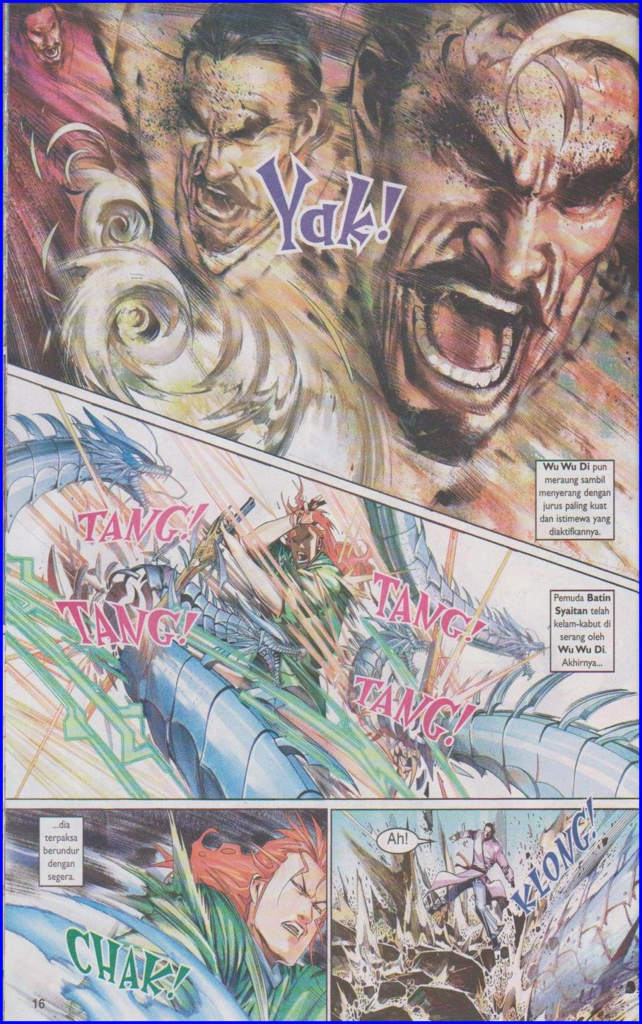 Yak!
Wu Wu Di pun
meraung sambil
menyerang dengan
jurus paling kuat
dan istimewa yang
diaktifkannya.
TANG!
TANG!
TANG!
TANG!
Pemuda Batin
Syaitan telah
kelam-kabut di
serang oleh
Wu Wu Di.
Akhirnya...
...dia
terpaksa
berundur
dengan
segera.
CHAK!
Ah!
KLONG!
16